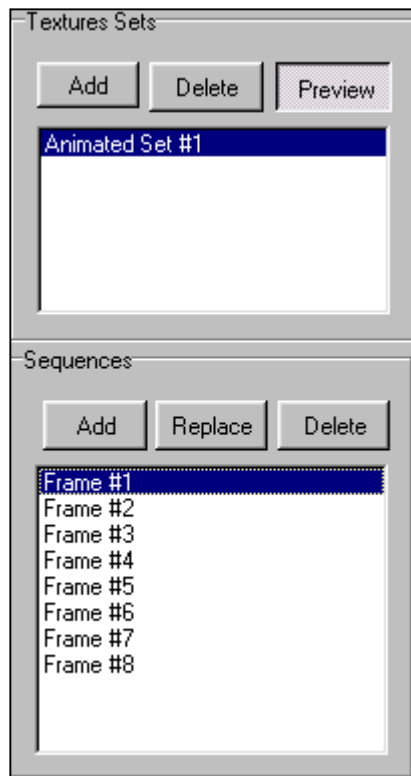 Textures Sets
Add Delete Preview
Animated Set #1
Sequences
Add Replace Delete
Frame #1
Frame #2
Frame #3
Frame #4
Frame #5
Frame #6
Frame #7
Frame #8